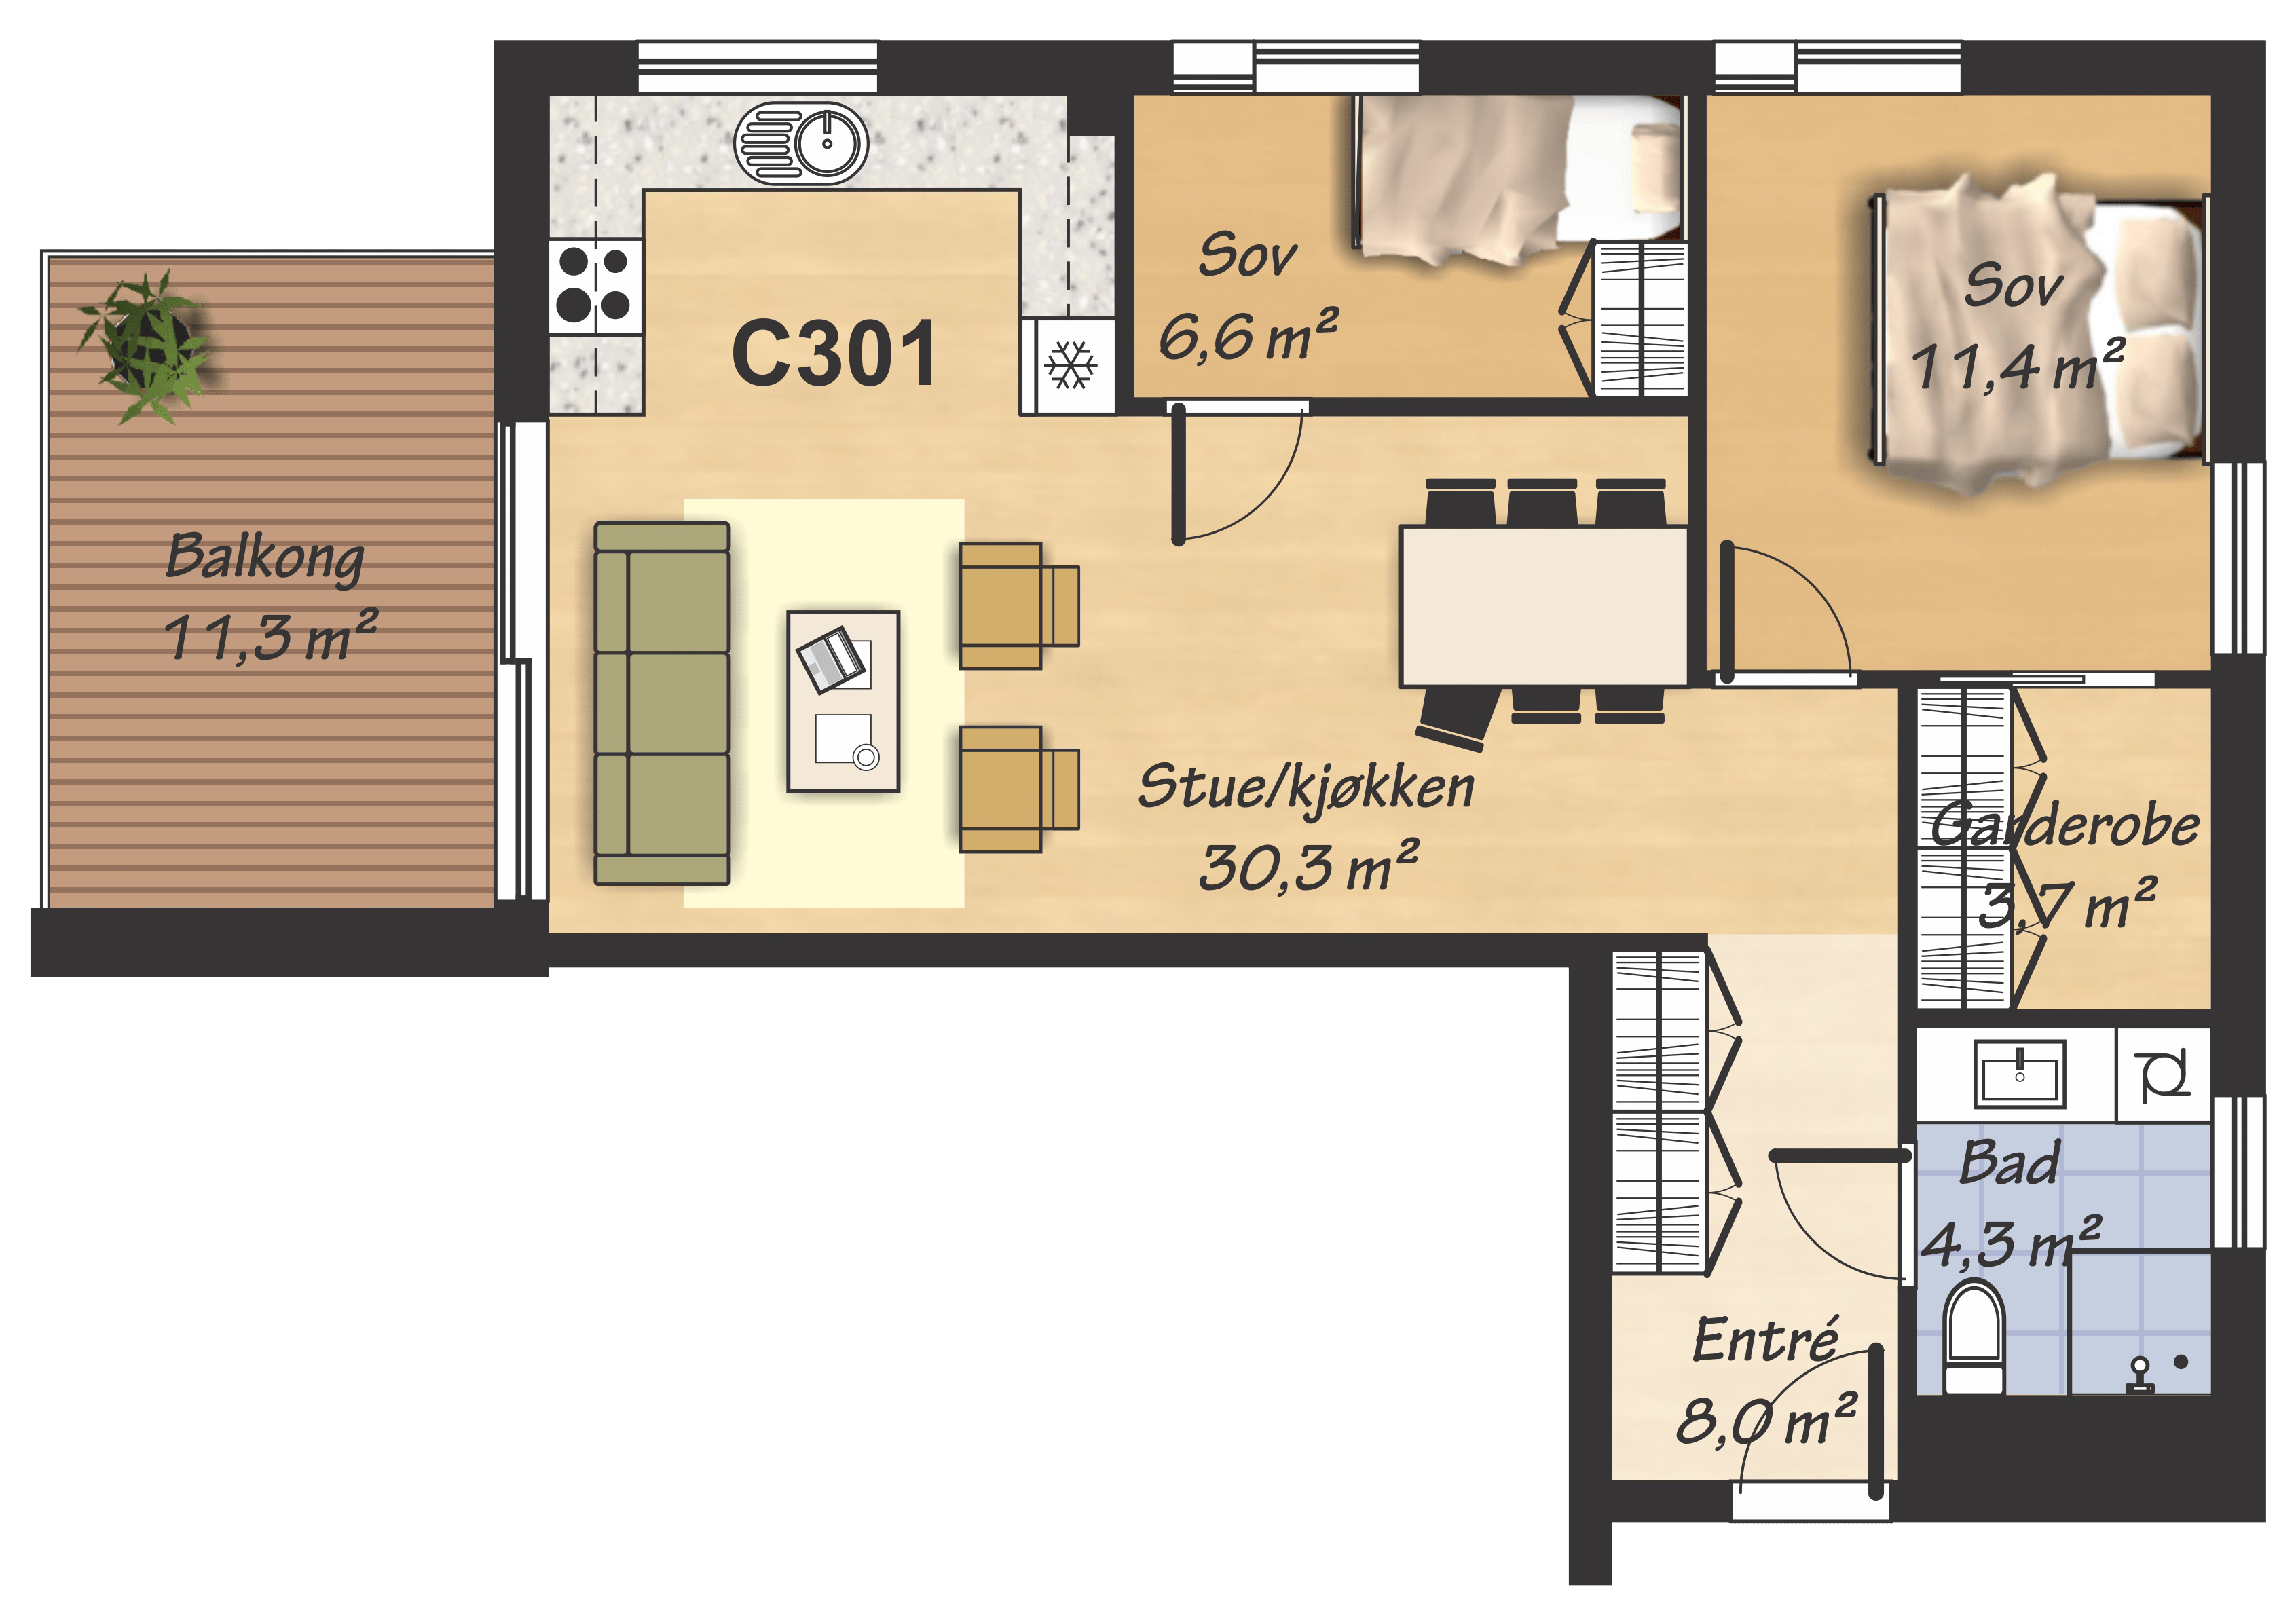 C301
Sov
6,6 m²
Sov
11,4 m²
Balkong
11,3 m²
Stue/kjøkken
30,3 m²
Garderobe
3,7 m²
Bad
4,3 m²
Entré
8,0 m²